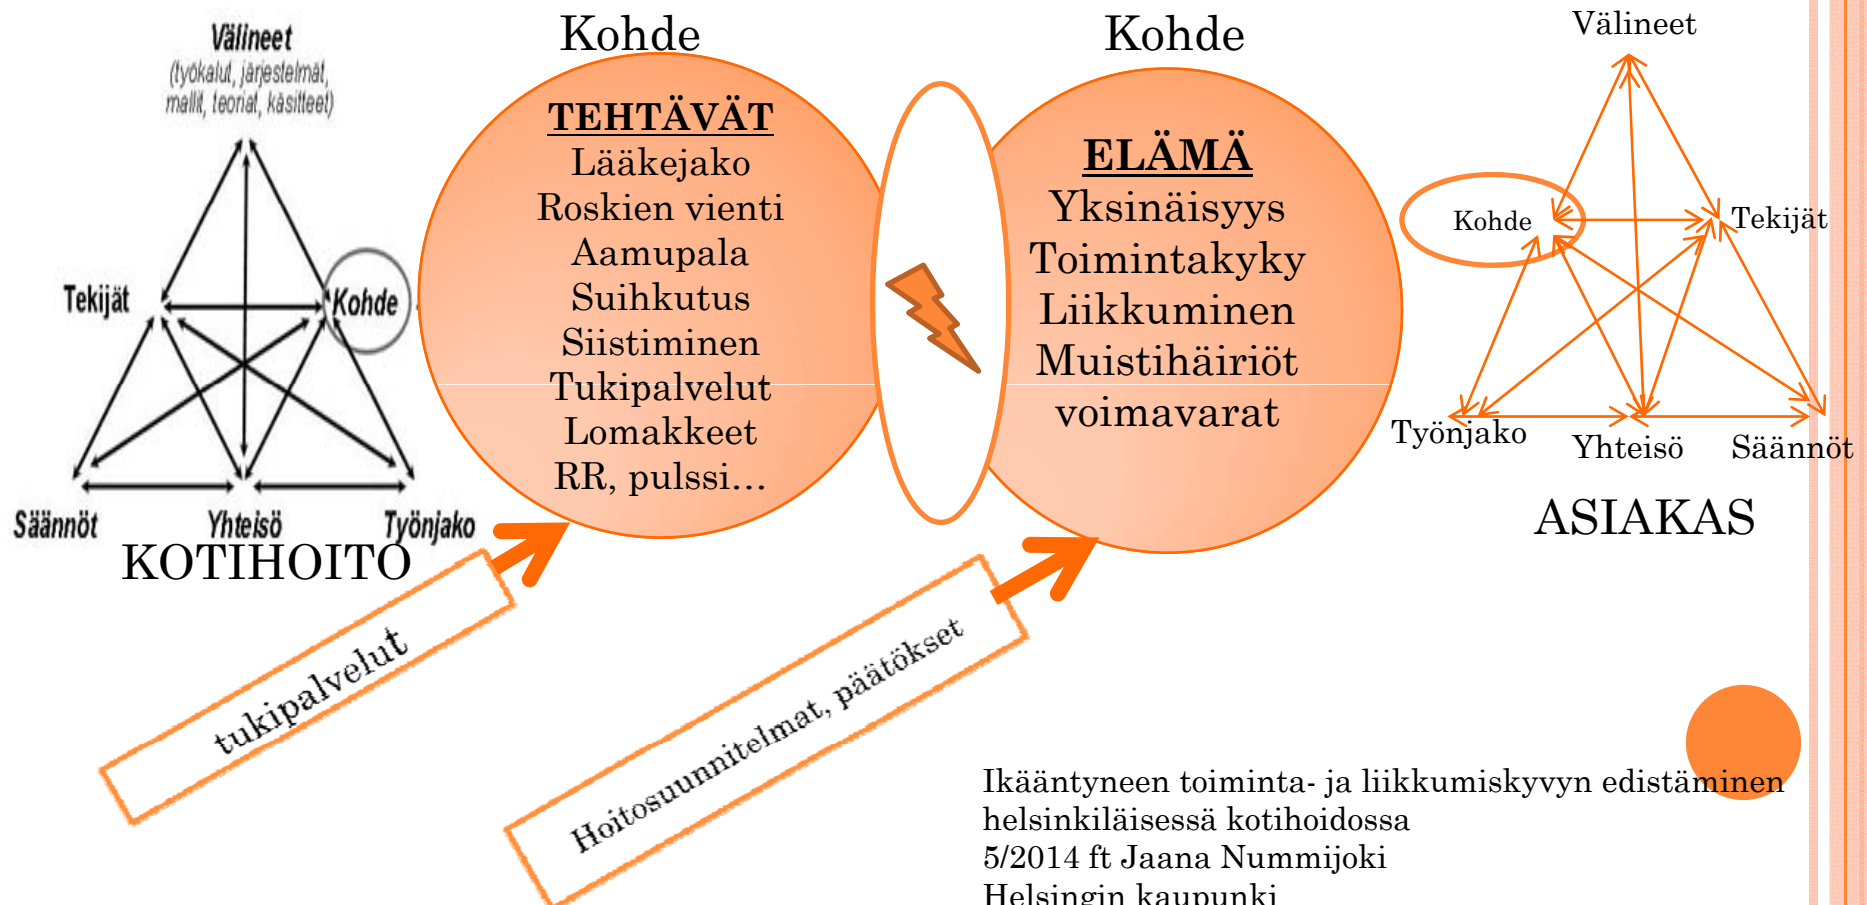 Välineet
(työkalut, järjestelmät,
mallit, teoriat, käsitteet)
Tekijät
Kohde
Säännöt
Yhteisö
Työnjako
KOTIHOITO
Kohde
TEHTÄVÄT
Lääkejako
Roskien vienti
Aamupala
Suihkutus
Siistiminen
Tukipalvelut
Lomakkeet
RR, pulssi...
Kohde
ELÄMÄ
Yksinäisyys
Toimintakyky
Liikkuminen
Muistihäiriöt
voimavarat
Välineet
Kohde
Tekijät
Työnjako
Yhteisö
Säännöt
ASIAKAS
tukipalvelut
Hoitosuunnitelmat, päätökset
Ikääntyneen toiminta- ja liikkumiskyvyn edistäminen
helsinkiläisessä kotihoidossa
5/2014 ft Jaana Nummijoki
Helsingin kaupunki